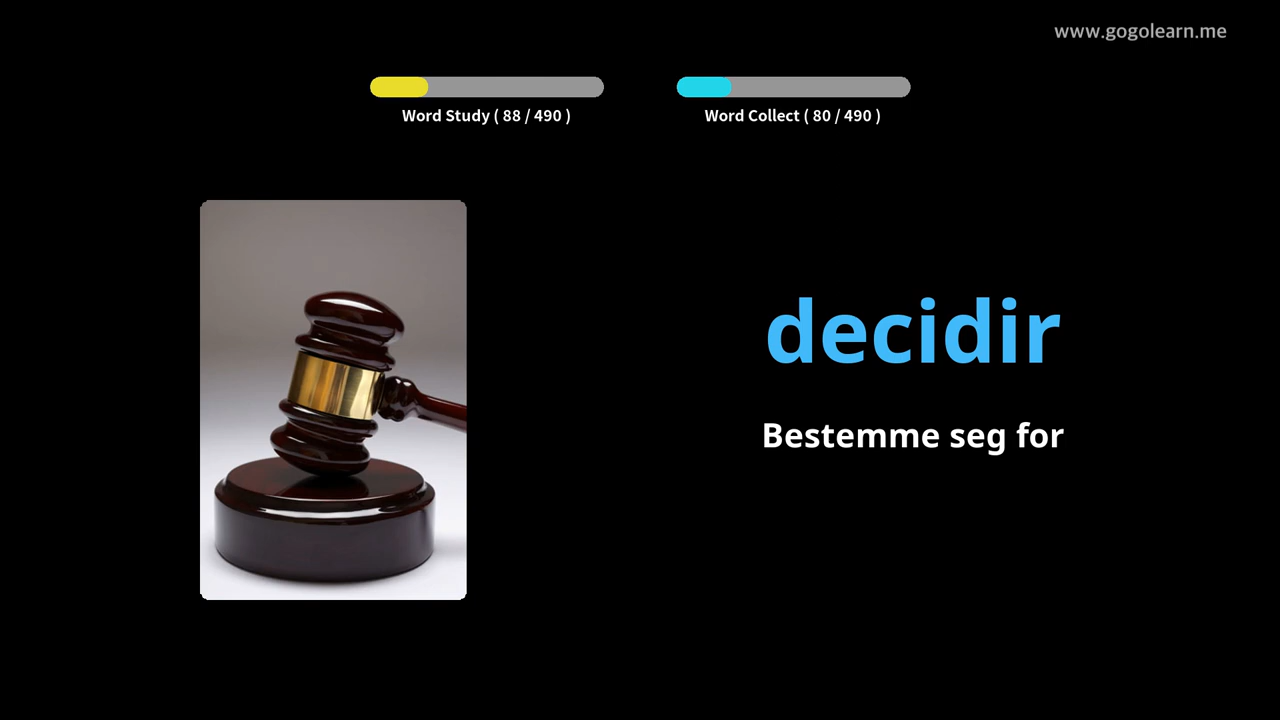 www.gogolearn.me
Word Study ( 88 / 490 )
Word Collect ( 80 / 490 )
decidir
Bestemme seg for